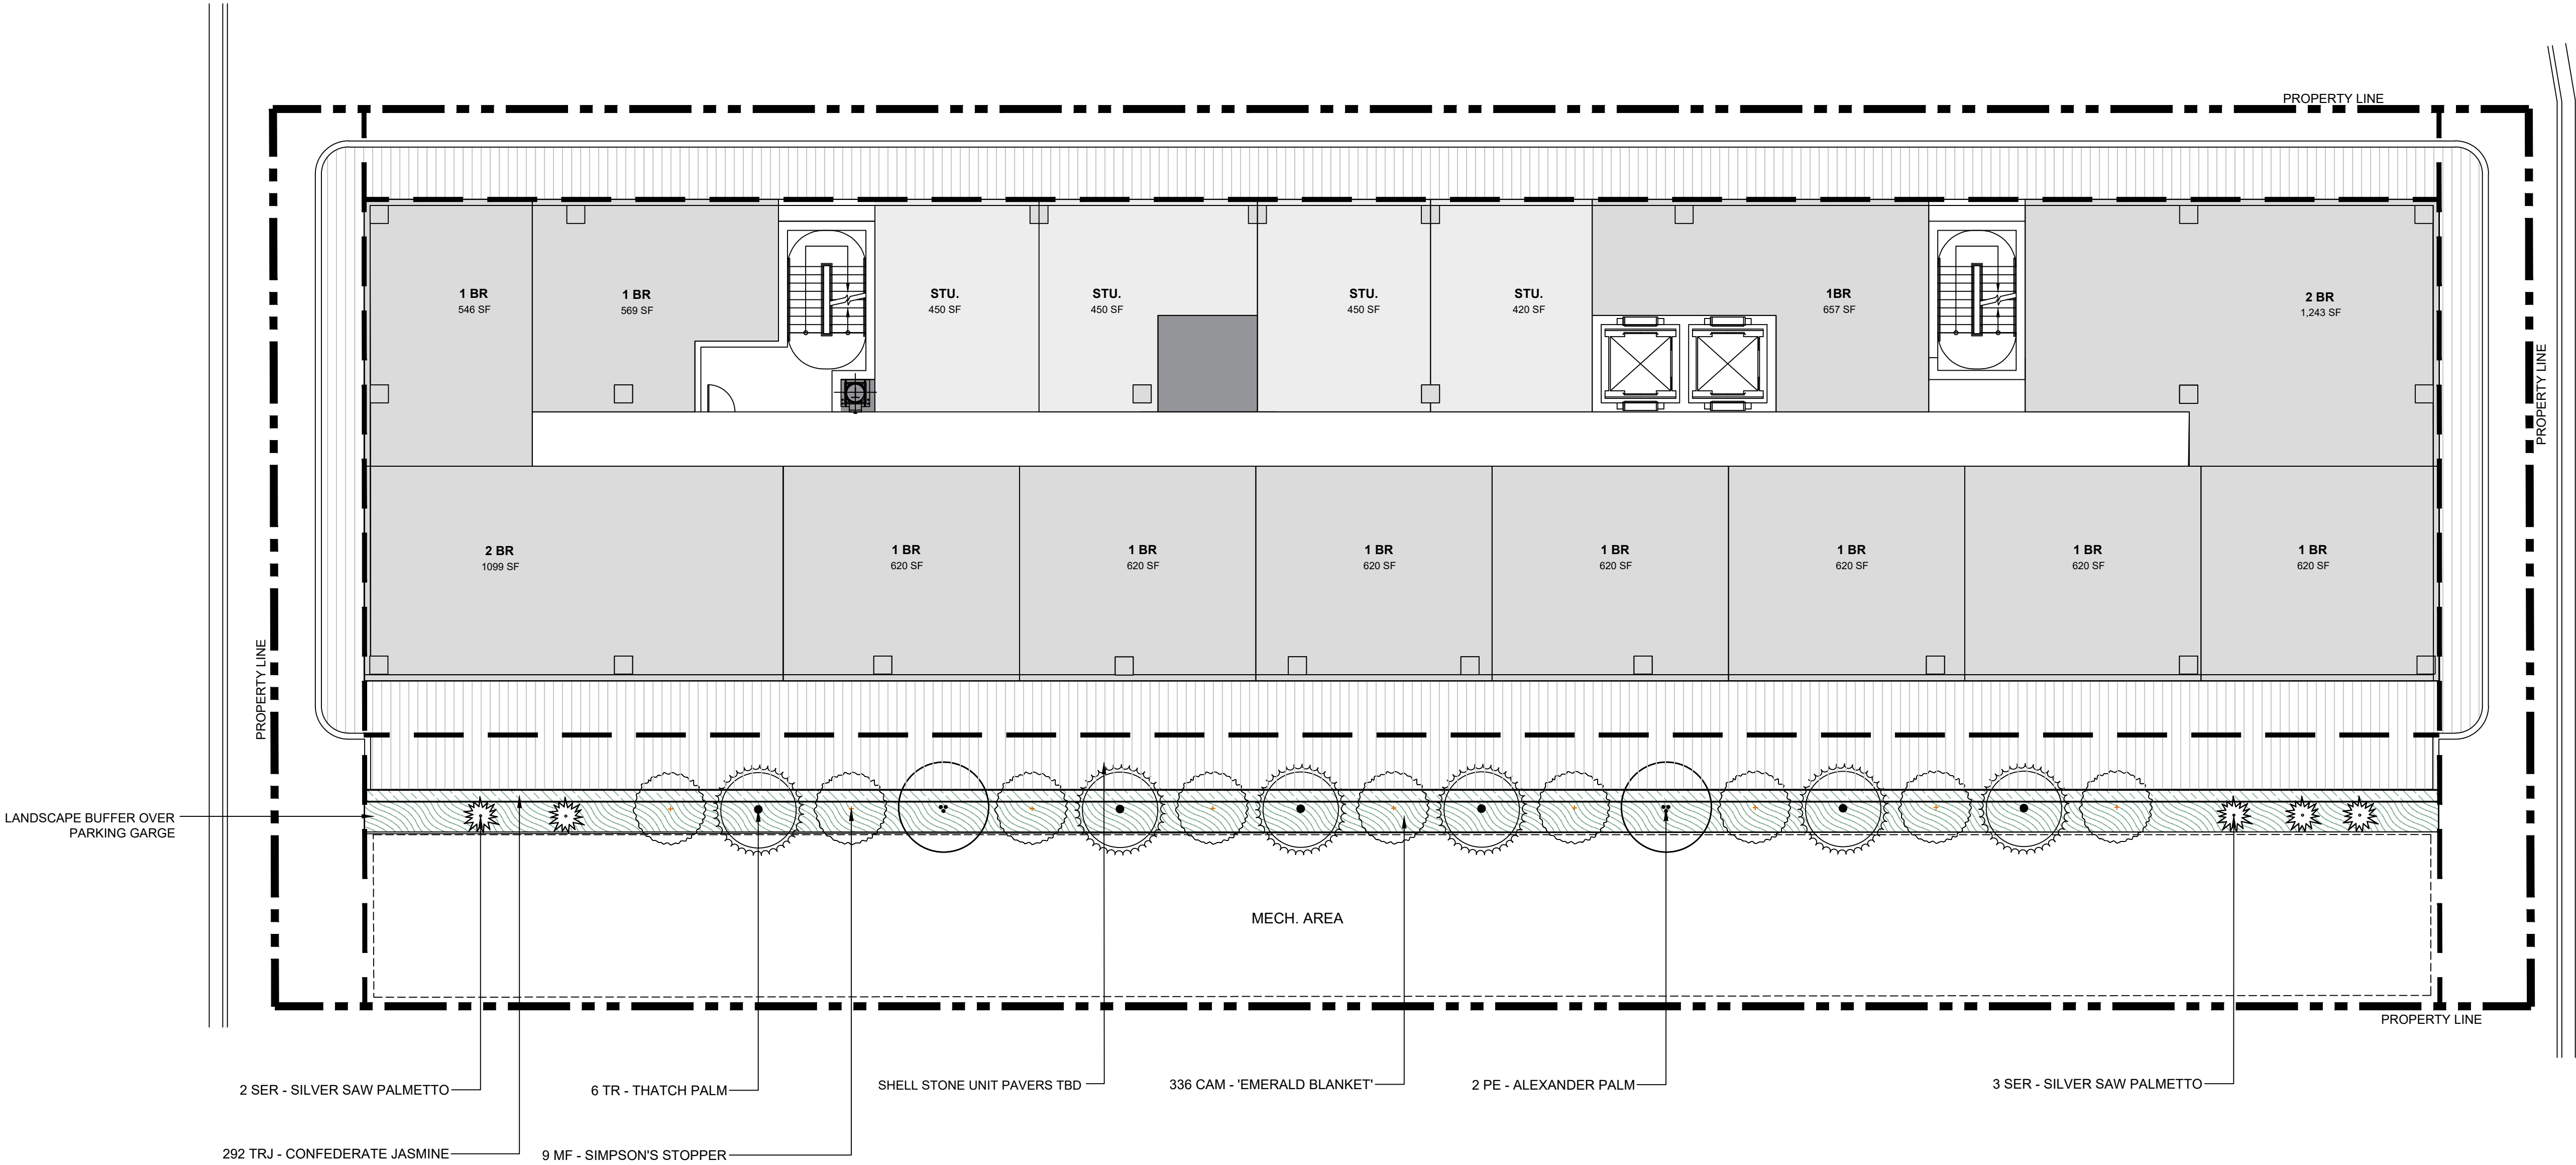 PROPERTY LINE
1 BR
546 SF
1 BR
569 SF
STU.
450 SF
STU.
450 SF
STU.
450 SF
STU.
420 SF
1BR
657 SF
2 BR
1,243 SF
PROPERTY LINE
2 BR
1099 SF
1 BR
620 SF
1 BR
620 SF
1 BR
620 SF
1 BR
620 SF
1 BR
620 SF
1 BR
620 SF
1 BR
620 SF
PROPERTY LINE
LANDSCAPE BUFFER OVER
PARKING GARGE
MECH. AREA
PROPERTY LINE
2 SER - SILVER SAW PALMETTO
6 TR - THATCH PALM
SHELL STONE UNIT PAVERS TBD
336 CAM - 'EMERALD BLANKET'
2 PE - ALEXANDER PALM
3 SER - SILVER SAW PALMETTO
292 TRJ - CONFEDERATE JASMINE
9 MF - SIMPSON'S STOPPER